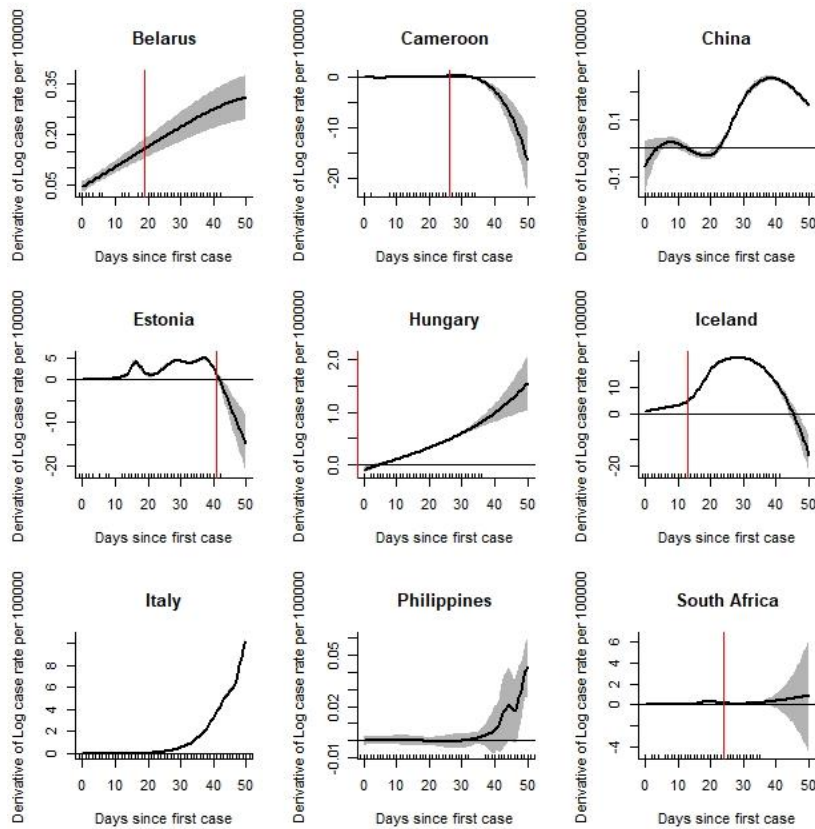 Belarus
Derivative of Log case rate per 100000
0.35
0.20
0.05
0 10 20 30 40 50
Days since first case
Cameroon
Derivative of Log case rate per 100000
0
-10
-20
0 10 20 30 40 50
Days since first case
China
Derivative of Log case rate per 100000
0.1
-0.1
0 10 20 30 40 50
Days since first case
Estonia
Derivative of Log case rate per 100000
5
0
-10
-20
0 10 20 30 40 50
Days since first case
Hungary
Derivative of Log case rate per 100000
2.0
1.0
0.0
0 10 20 30 40 50
Days since first case
Iceland
Derivative of Log case rate per 100000
10
0
-20
0 10 20 30 40 50
Days since first case
Italy
Derivative of Log case rate per 100000
8
6
4
2
0
0 10 20 30 40 50
Days since first case
Philippines
Derivative of Log case rate per 100000
0.05
0.02
-0.01
0 10 20 30 40 50
Days since first case
South Africa
Derivative of Log case rate per 100000
6
4
2
0
-4
0 10 20 30 40 50
Days since first case